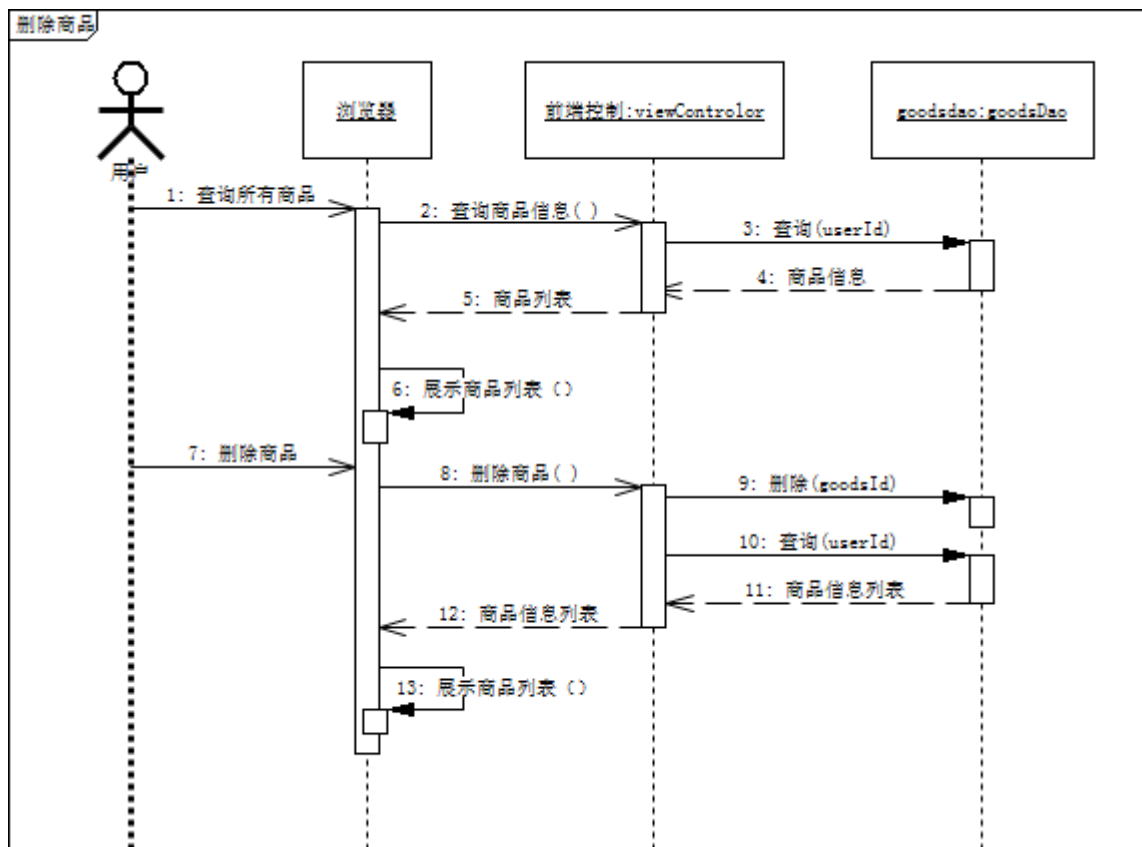 删除商品
用户
浏览器
前端控制:viewControlor
goodsdao:goodsDao
1: 查询所有商品
2: 查询商品信息( )
3: 查询(userId)
4: 商品信息
5: 商品列表
6: 展示商品列表（）
7: 删除商品
8: 删除商品( )
9: 删除(goodsId)
10: 查询(userId)
11: 商品信息列表
12: 商品信息列表
13: 展示商品列表（）